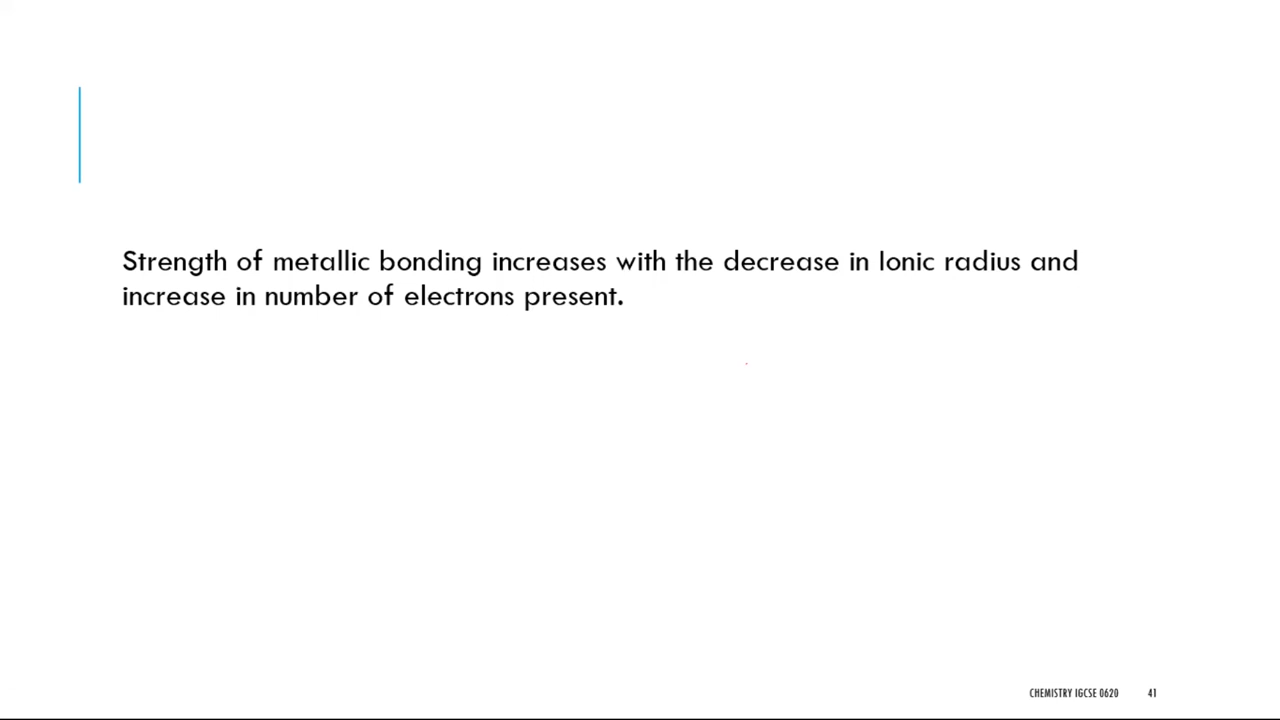 Strength of metallic bonding increases with the decrease in Ionic radius and
increase in number of electrons present.
CHEMISTRY IGCSE 0620 41